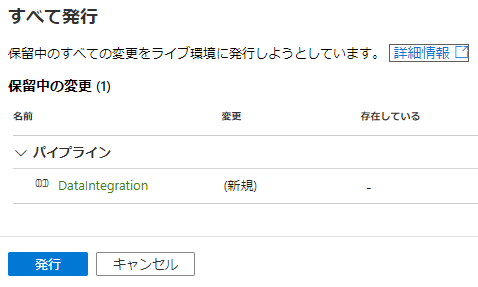 すべて発行
保留中のすべての変更をライブ環境に発行しようとしています。 詳細情報
保留中の変更 (1)
名前 変更 存在している
パイプライン
DataIntegration (新規) -
発行 キャンセル